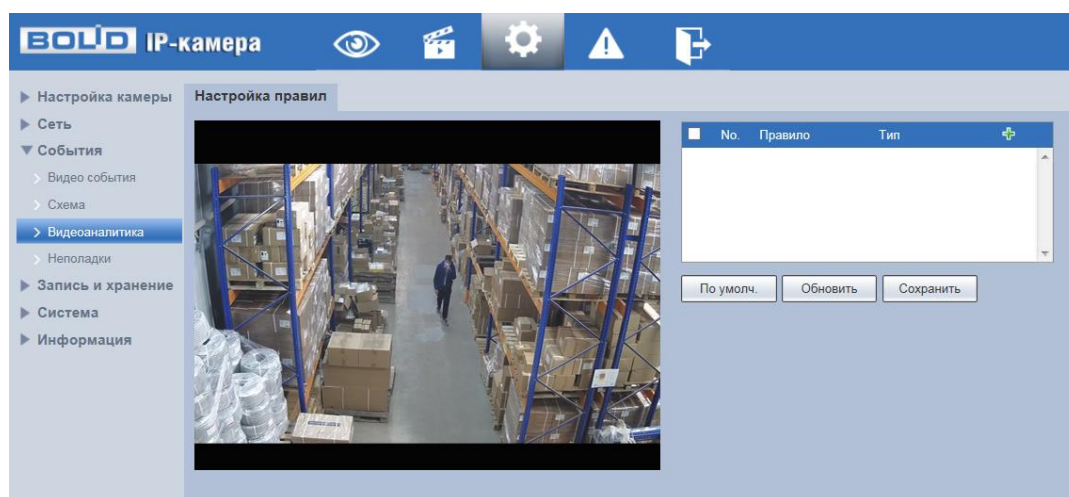 BOLID IP-камера
Настройка камеры
Сеть
События
Видео события
Схема
Видеоаналитика
Неполадки
Запись и хранение
Система
Информация
Настройка правил
No. Правило Тип
По умолч. Обновить Сохранить